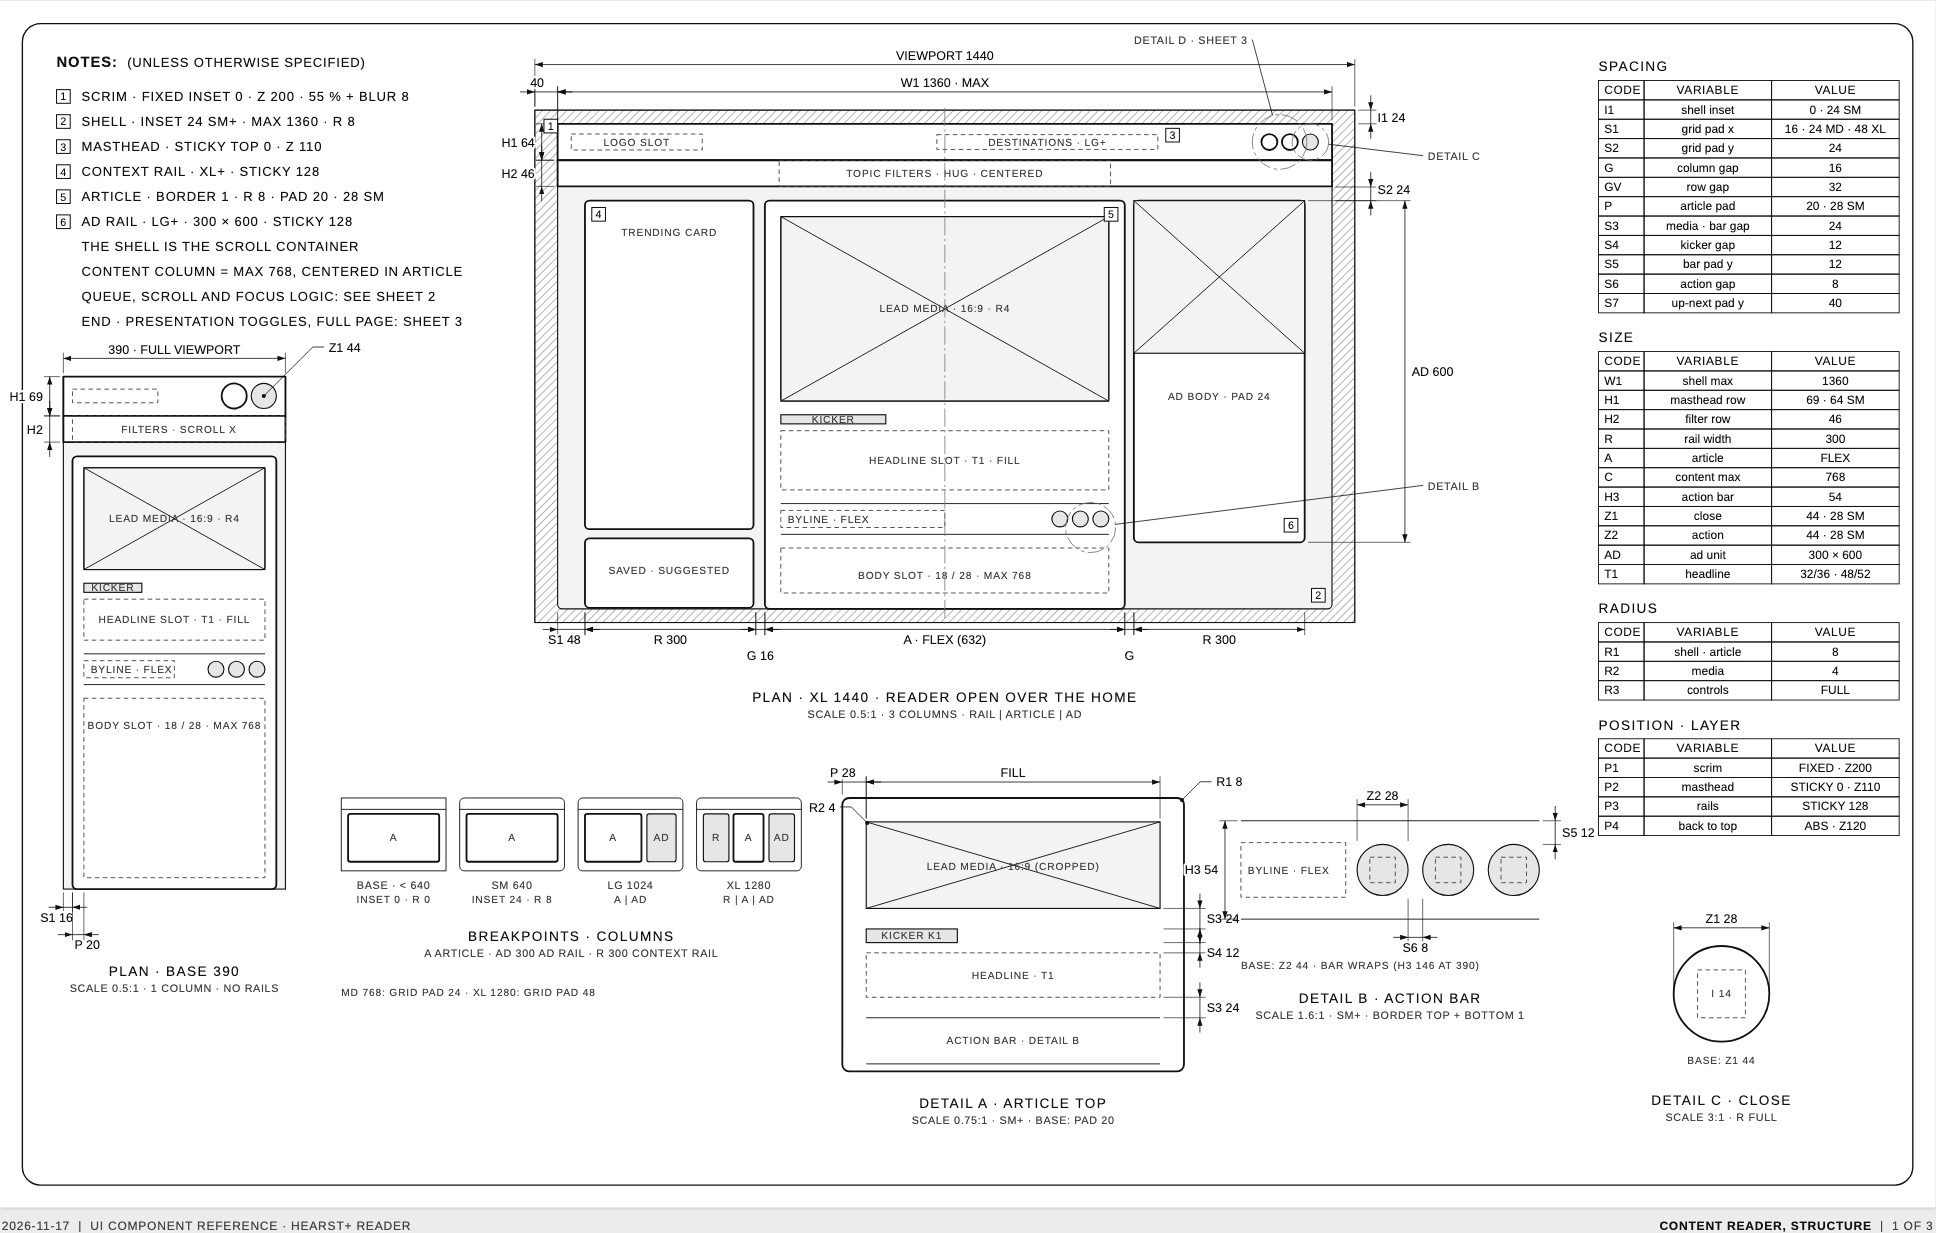 NOTES: (UNLESS OTHERWISE SPECIFIED)
1 SCRIM · FIXED INSET 0 · Z 200 · 55 % + BLUR 8
2 SHELL · INSET 24 SM+ · MAX 1360 · R 8
3 MASTHEAD · STICKY TOP 0 · Z 110
4 CONTEXT RAIL · XL+ · STICKY 128
5 ARTICLE · BORDER 1 · R 8 · PAD 20 · 28 SM
6 AD RAIL · LG+ · 300 × 600 · STICKY 128
THE SHELL IS THE SCROLL CONTAINER
CONTENT COLUMN = MAX 768, CENTERED IN ARTICLE
QUEUE, SCROLL AND FOCUS LOGIC: SEE SHEET 2
END · PRESENTATION TOGGLES, FULL PAGE: SHEET 3
390 · FULL VIEWPORT
Z1 44
H1 69
H2
FILTERS · SCROLL X
LEAD MEDIA · 16:9 · R4
KICKER
HEADLINE SLOT · T1 · FILL
BYLINE · FLEX
BODY SLOT · 18 / 28 · MAX 768
S1 16
P 20
PLAN · BASE 390
SCALE 0.5:1 · 1 COLUMN · NO RAILS
DETAIL D · SHEET 3
VIEWPORT 1440
40
W1 1360 · MAX
I1 24
1
H1 64
LOGO SLOT
DESTINATIONS · LG+
3
DETAIL C
H2 46
TOPIC FILTERS · HUG · CENTERED
S2 24
4
TRENDING CARD
5
LEAD MEDIA · 16:9 · R4
AD 600
AD BODY · PAD 24
KICKER
HEADLINE SLOT · T1 · FILL
DETAIL B
BYLINE · FLEX
6
SAVED · SUGGESTED
BODY SLOT · 18 / 28 · MAX 768
2
S1 48
R 300
A · FLEX (632)
R 300
G 16
G
PLAN · XL 1440 · READER OPEN OVER THE HOME
SCALE 0.5:1 · 3 COLUMNS · RAIL | ARTICLE | AD
A
A
A AD
R A AD
BASE · < 640
INSET 0 · R 0
SM 640
INSET 24 · R 8
LG 1024
A | AD
XL 1280
R | A | AD
BREAKPOINTS · COLUMNS
A ARTICLE · AD 300 AD RAIL · R 300 CONTEXT RAIL
MD 768: GRID PAD 24 · XL 1280: GRID PAD 48
P 28
FILL
R1 8
R2 4
LEAD MEDIA · 16:9 (CROPPED)
S3 24
KICKER K1
S4 12
HEADLINE · T1
S3 24
ACTION BAR · DETAIL B
DETAIL A · ARTICLE TOP
SCALE 0.75:1 · SM+ · BASE: PAD 20
Z2 28
S5 12
H3 54
BYLINE · FLEX
S6 8
BASE: Z2 44 · BAR WRAPS (H3 146 AT 390)
DETAIL B · ACTION BAR
SCALE 1.6:1 · SM+ · BORDER TOP + BOTTOM 1
SPACING
CODE VARIABLE VALUE
I1 shell inset 0 · 24 SM
S1 grid pad x 16 · 24 MD · 48 XL
S2 grid pad y 24
G column gap 16
GV row gap 32
P article pad 20 · 28 SM
S3 media · bar gap 24
S4 kicker gap 12
S5 bar pad y 12
S6 action gap 8
S7 up-next pad y 40
SIZE
CODE VARIABLE VALUE
W1 shell max 1360
H1 masthead row 69 · 64 SM
H2 filter row 46
R rail width 300
A article FLEX
C content max 768
H3 action bar 54
Z1 close 44 · 28 SM
Z2 action 44 · 28 SM
AD ad unit 300 × 600
T1 headline 32/36 · 48/52
RADIUS
CODE VARIABLE VALUE
R1 shell · article 8
R2 media 4
R3 controls FULL
POSITION · LAYER
CODE VARIABLE VALUE
P1 scrim FIXED · Z200
P2 masthead STICKY 0 · Z110
P3 rails STICKY 128
P4 back to top ABS · Z120
Z1 28
I 14
BASE: Z1 44
DETAIL C · CLOSE
SCALE 3:1 · R FULL
2026-11-17 | UI COMPONENT REFERENCE · HEARST+ READER
CONTENT READER, STRUCTURE | 1 OF 3